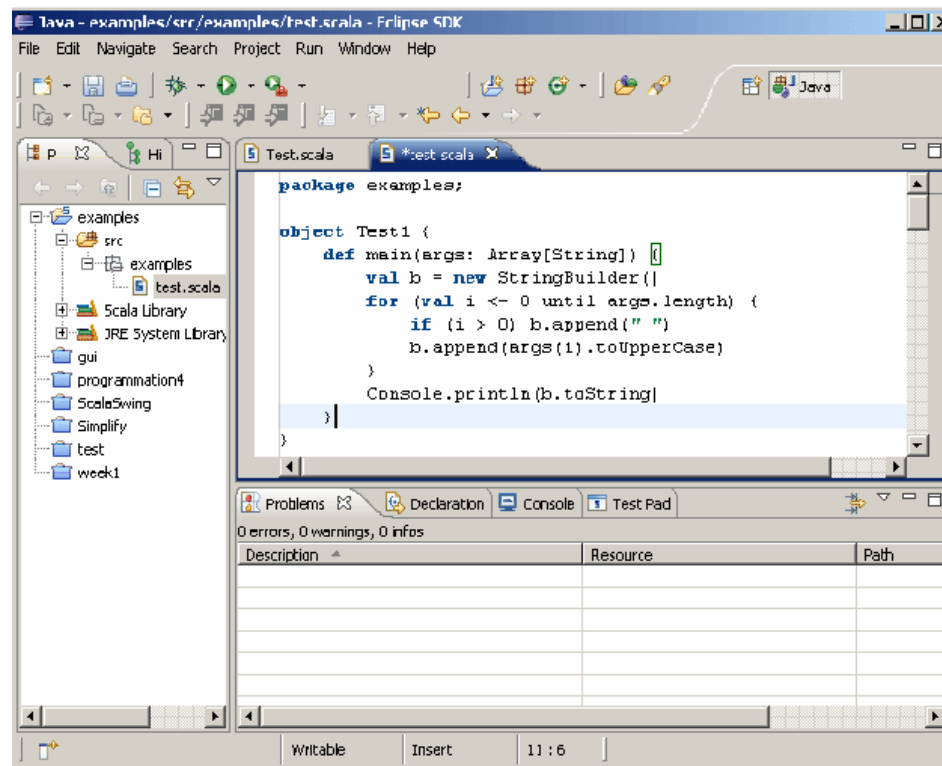 Java - examples/src/examples/test.scala - Eclipse SDK
File Edit Navigate Search Project Run Window Help
Java
P Hi
Test.scala *test scala
examples
src
examples
test.scala
Scala Library
JRE System Library
gui
programmation4
ScalaSwing
Simplify
test
week1
package examples;
object Test1 {
def main(args: Array[String]) {
val b = new StringBuilder(|
for (val i <- 0 until args.length) {
if (i > 0) b.append(" ")
b.append(args(i).toUpperCase)
}
Console.println(b.toString|
}
}
Problems Declaration Console Test Pad
0 errors, 0 warnings, 0 infos
Description Resource Path
Writable Insert 11 : 6